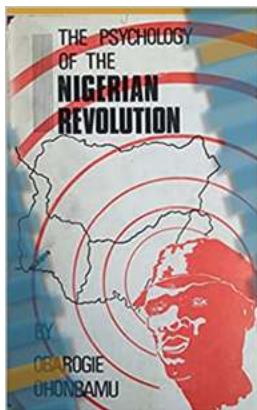 THE PSYCHOLOGY
OF THE
NIGERIAN
REVOLUTION
BY
OBAROGIE
OHONBAMU